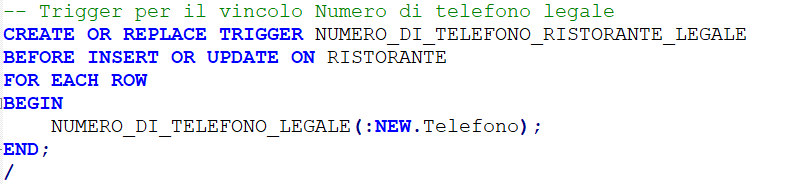 -- Trigger per il vincolo Numero di telefono legale
CREATE OR REPLACE TRIGGER NUMERO_DI_TELEFONO_RISTORANTE_LEGALE
BEFORE INSERT OR UPDATE ON RISTORANTE
FOR EACH ROW
BEGIN
    NUMERO_DI_TELEFONO_LEGALE(:NEW.Telefono);
END;
/